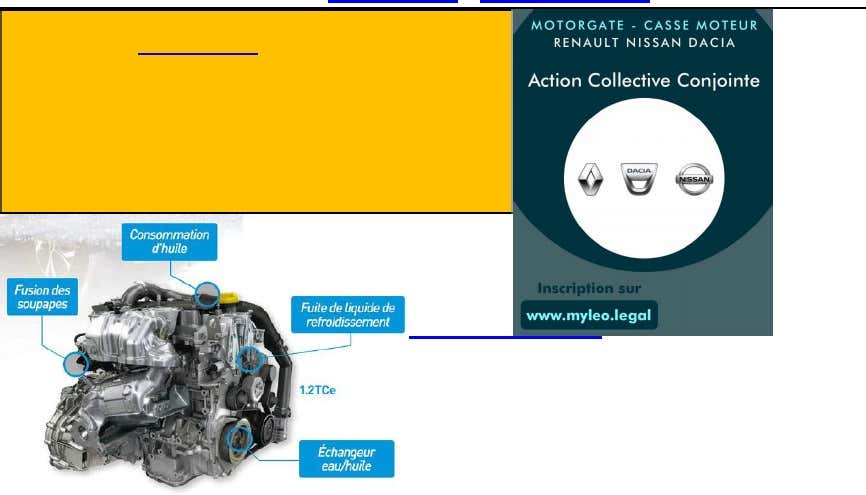 MOTORGATE - CASSE MOTEUR
RENAULT NISSAN DACIA
Action Collective Conjointe
DACIA
NISSAN
Inscription sur
www.myleo.legal
Consommation
d'huile
Fusion des
soupapes
Fuite de liquide de
refroidissement
1.2TCe
Échangeur
eau/huile